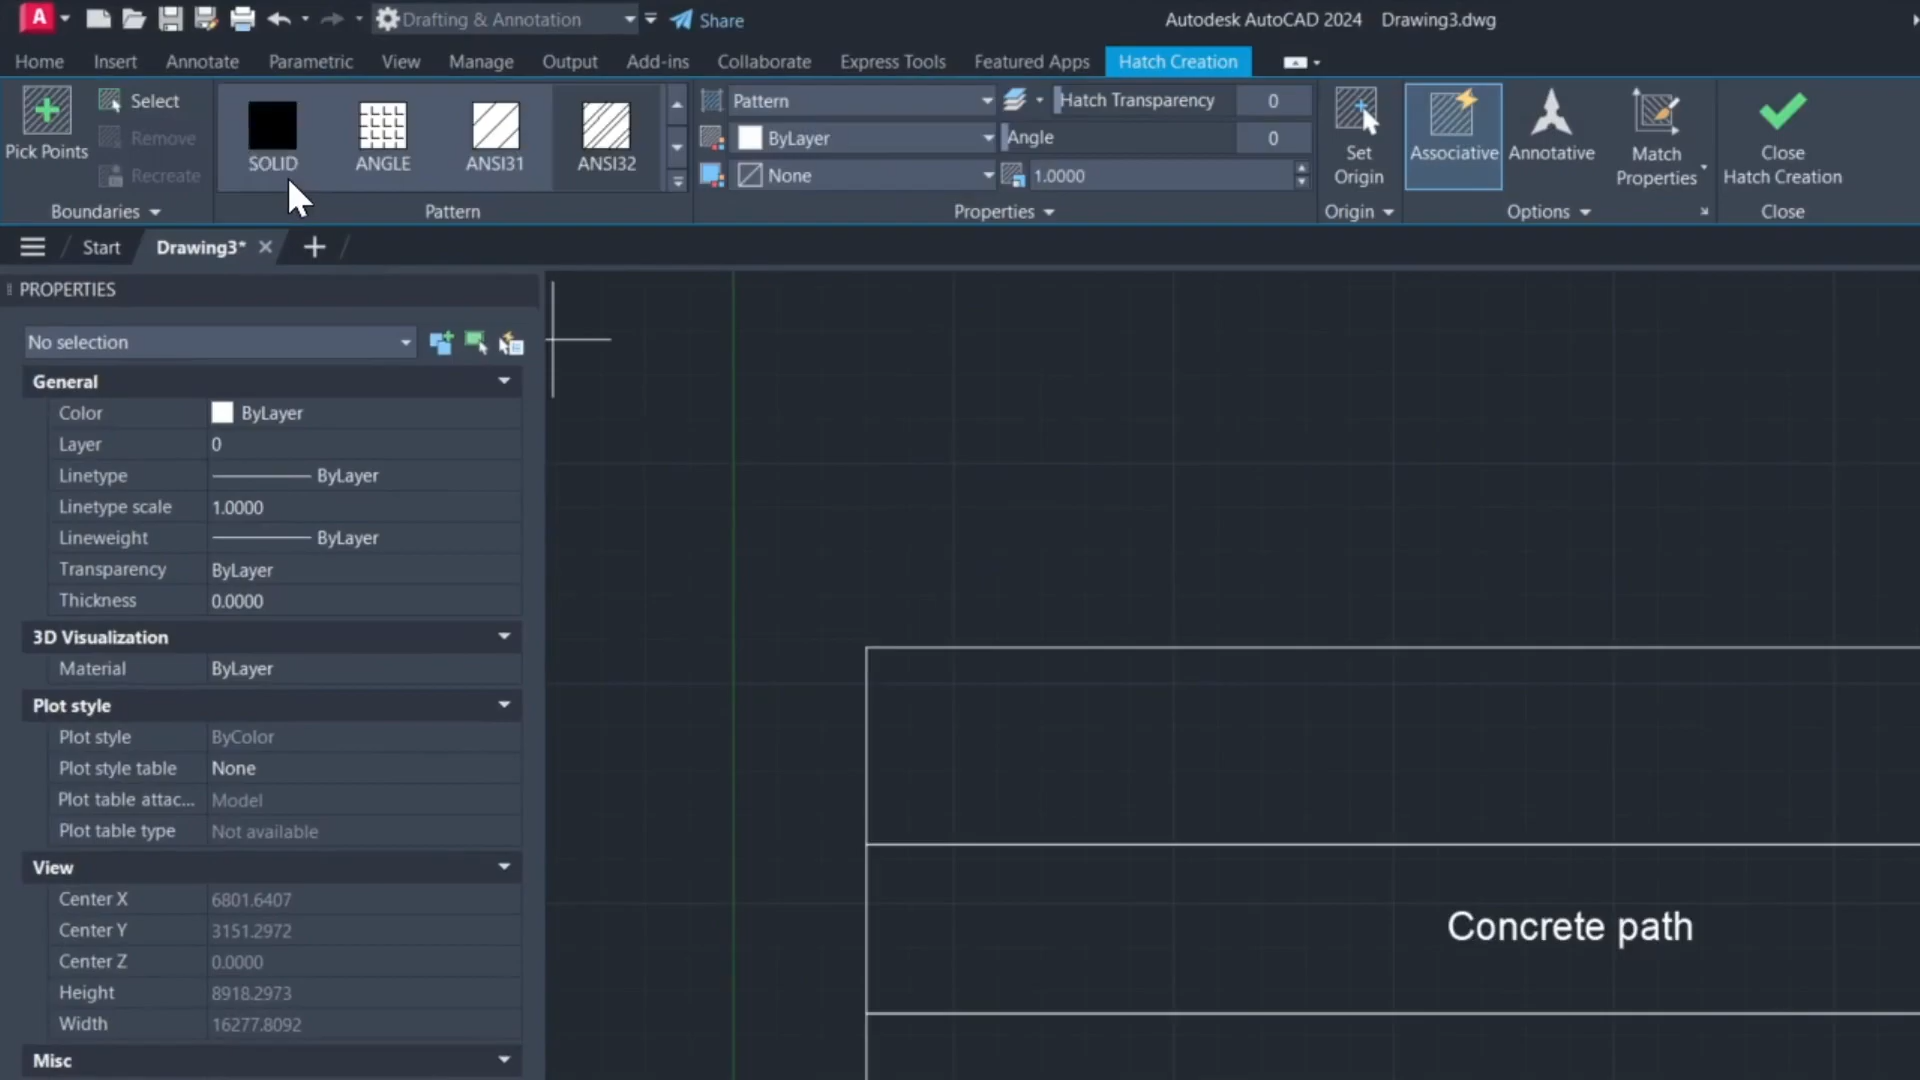 A Drafting & Annotation Share Autodesk AutoCAD 2024 Drawing3.dwg
Home Insert Annotate Parametric View Manage Output Add-ins Collaborate Express Tools Featured Apps Hatch Creation
Pick Points
Select
Remove
Recreate
Boundaries
SOLID ANGLE ANSI31 ANSI32
Pattern
Pattern Hatch Transparency 0
ByLayer Angle 0
None 1.0000
Properties
Set
Origin
Origin
Associative Annotative Match
Properties
Options
Close
Hatch Creation
Close
Start Drawing3*
PROPERTIES
No selection
General
Color ByLayer
Layer 0
Linetype ByLayer
Linetype scale 1.0000
Lineweight ByLayer
Transparency ByLayer
Thickness 0.0000
3D Visualization
Material ByLayer
Plot style
Plot style ByColor
Plot style table None
Plot table attac... Model
Plot table type Not available
View
Center X 6801.6407
Center Y 3151.2972
Center Z 0.0000
Height 8918.2973
Width 16277.8092
Misc
Concrete path